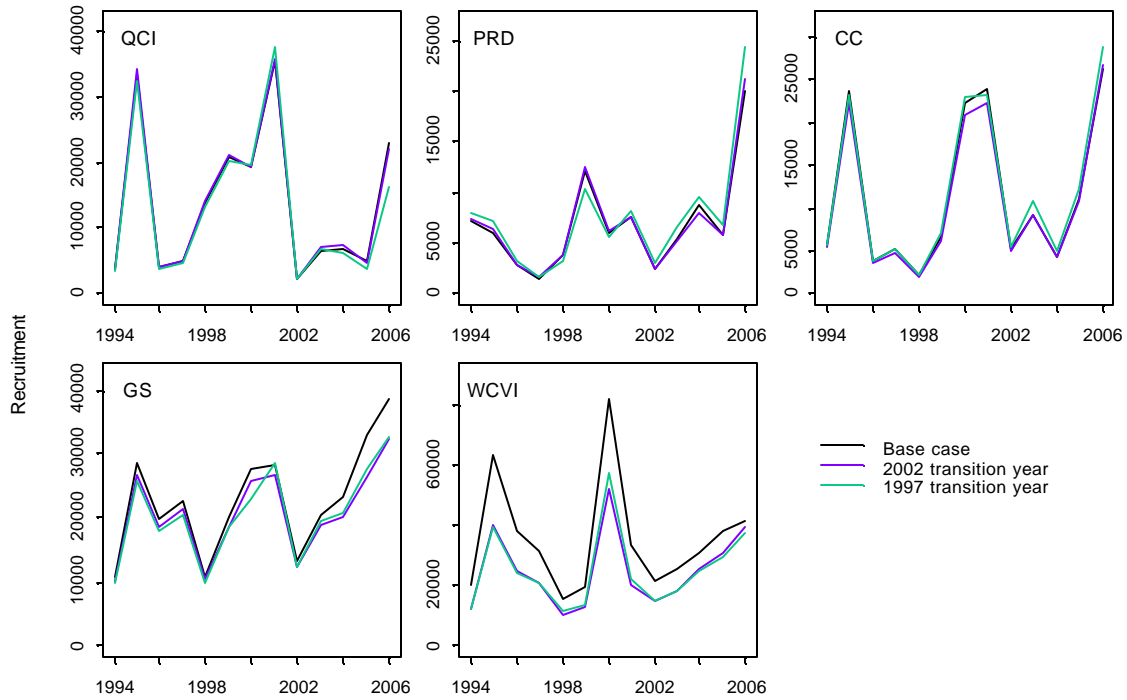 QCI
0 10000 20000 30000 40000
1994 1998 2002 2006
PRD
0 5000 15000 25000
1994 1998 2002 2006
CC
0 5000 15000 25000
1994 1998 2002 2006
Recruitment
GS
0 10000 20000 30000 40000
1994 1998 2002 2006
WCVI
0 20000 60000
1994 1998 2002 2006
Base case
2002 transition year
1997 transition year